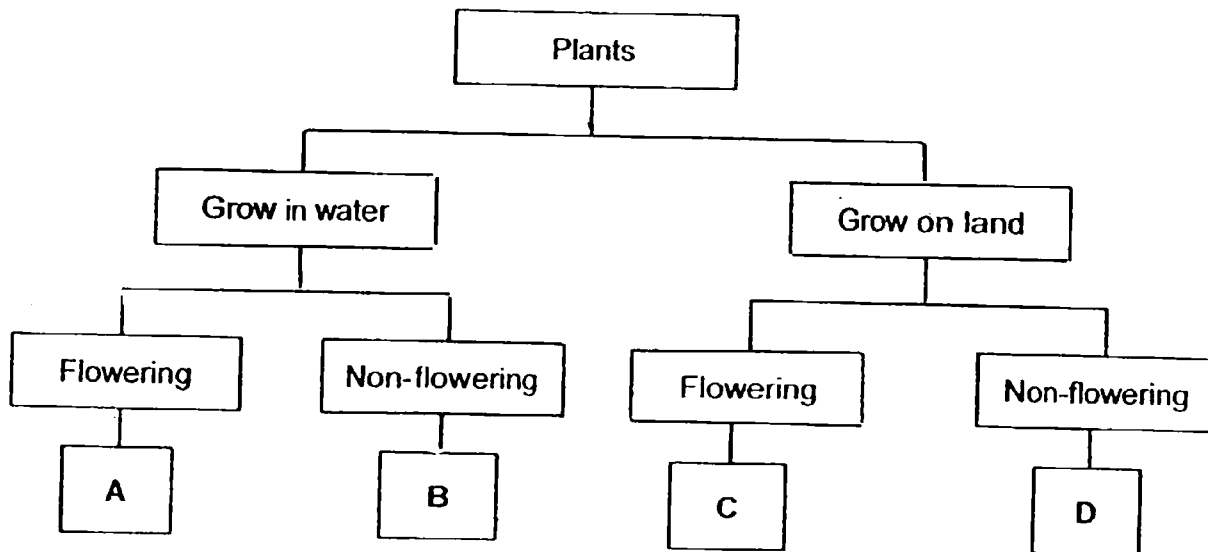 Plants
Grow in water
Grow on land
Flowering
Non-flowering
Flowering
Non-flowering
A
B
C
D